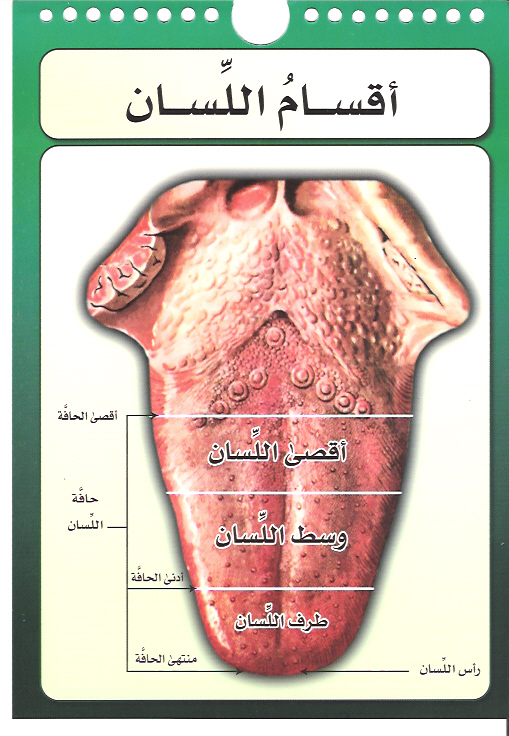 أقسامُ اللِّسان
أقصىٰ الحافَّة
أقصىٰ اللِّسان
حافَّة
اللِّسان
وسط اللِّسان
أدنىٰ الحافَّة
طرف اللِّسان
منتهىٰ الحافَّة
رأس اللِّسان